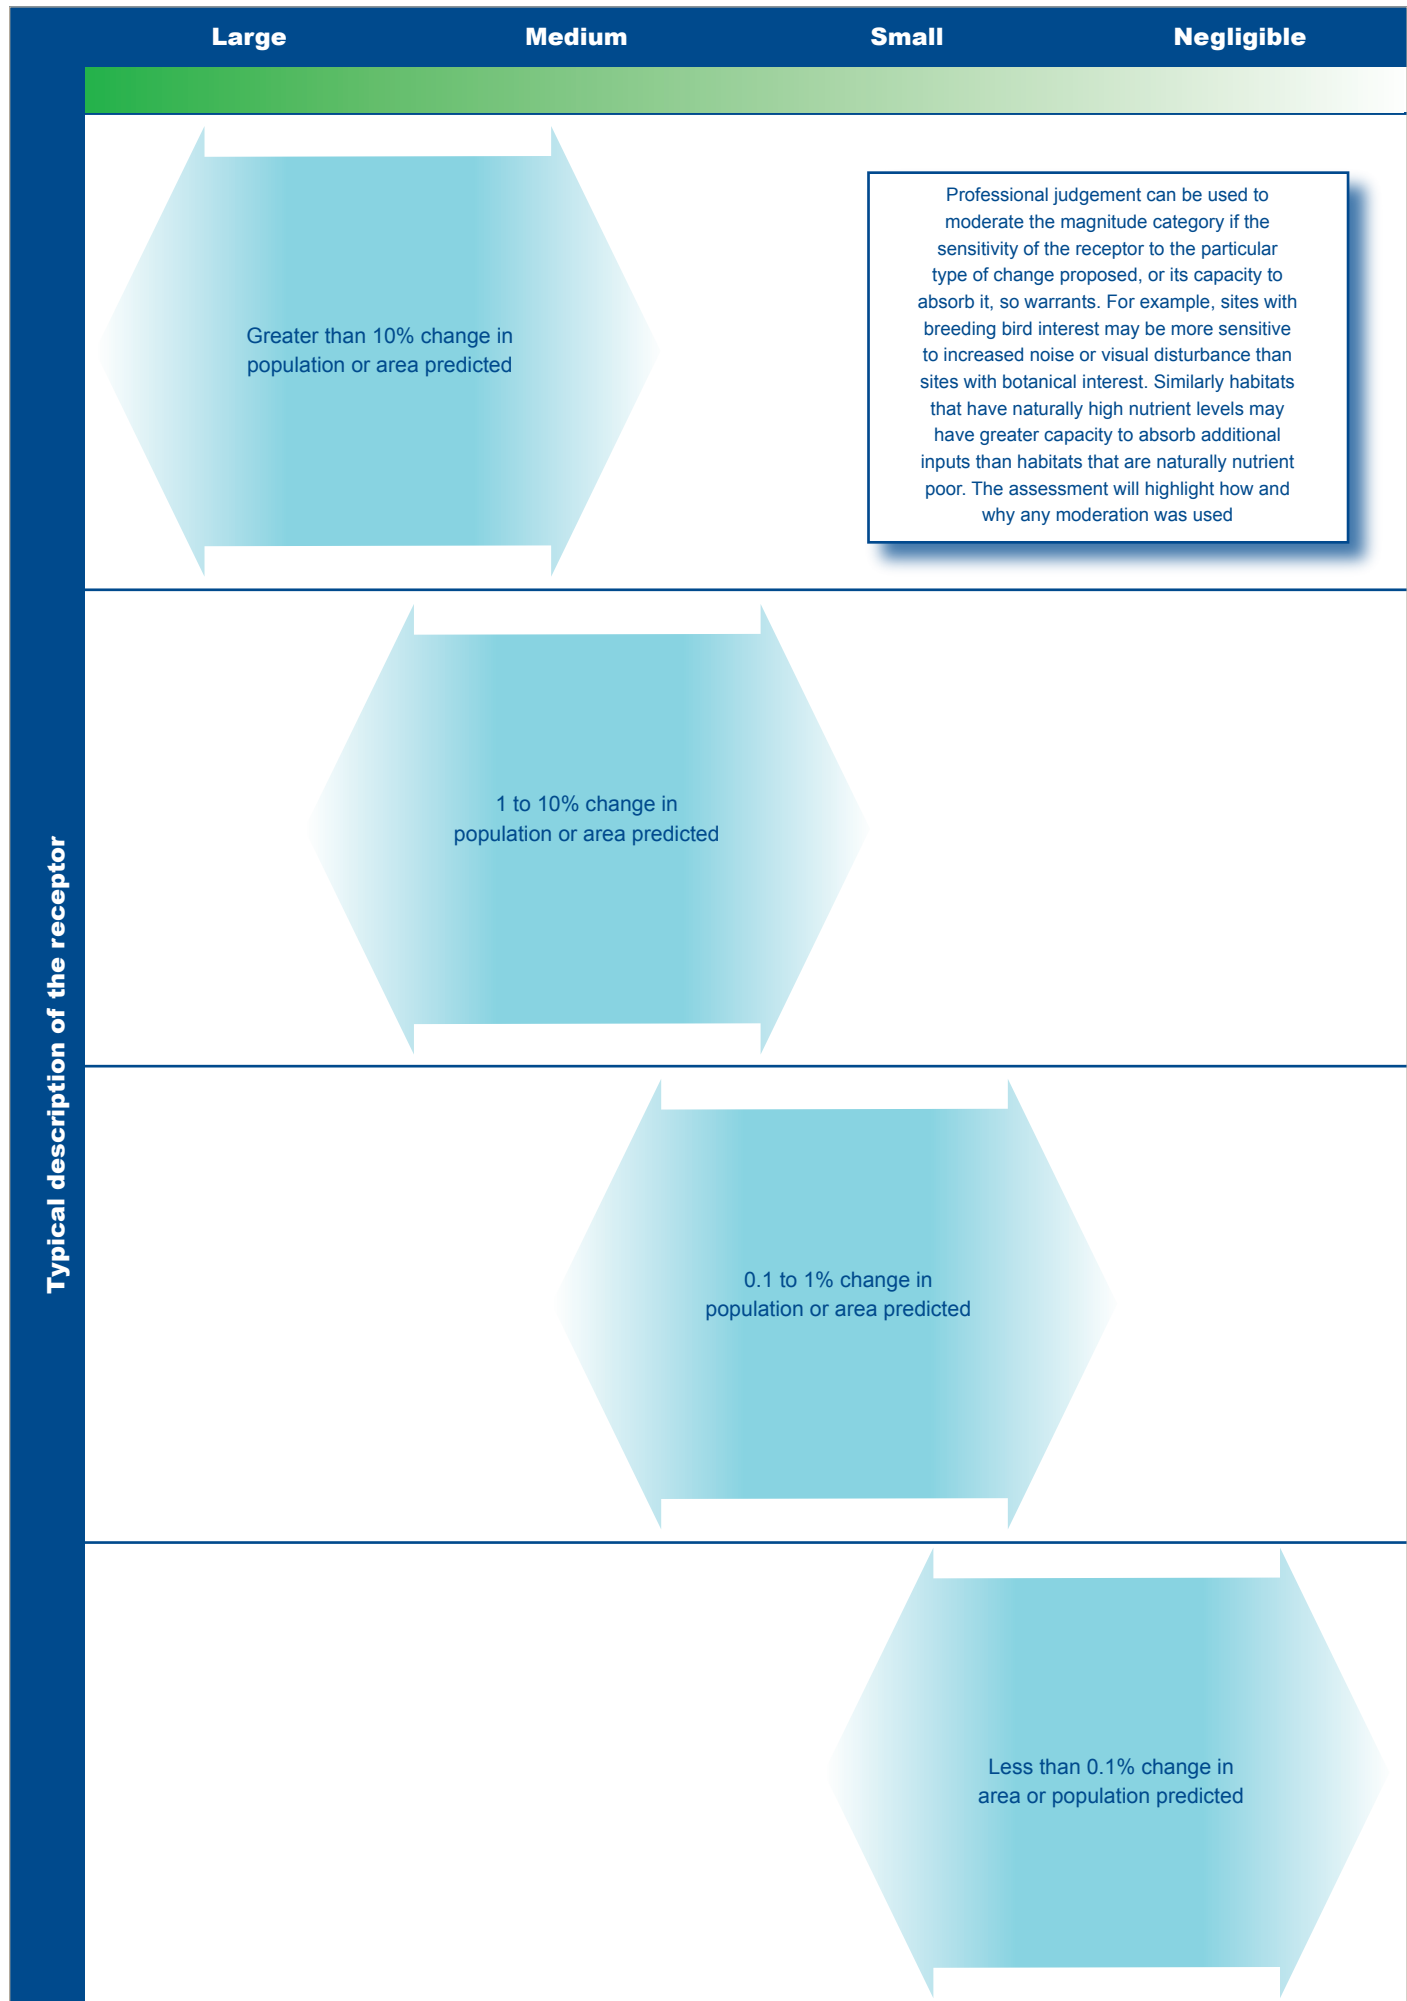 Large
Medium
Small
Negligible
Typical description of the receptor
Greater than 10% change in
population or area predicted
Professional judgement can be used to
moderate the magnitude category if the
sensitivity of the receptor to the particular
type of change proposed, or its capacity to
absorb it, so warrants. For example, sites with
breeding bird interest may be more sensitive
to increased noise or visual disturbance than
sites with botanical interest. Similarly habitats
that have naturally high nutrient levels may
have greater capacity to absorb additional
inputs than habitats that are naturally nutrient
poor. The assessment will highlight how and
why any moderation was used
1 to 10% change in
population or area predicted
0.1 to 1% change in
population or area predicted
Less than 0.1% change in
area or population predicted